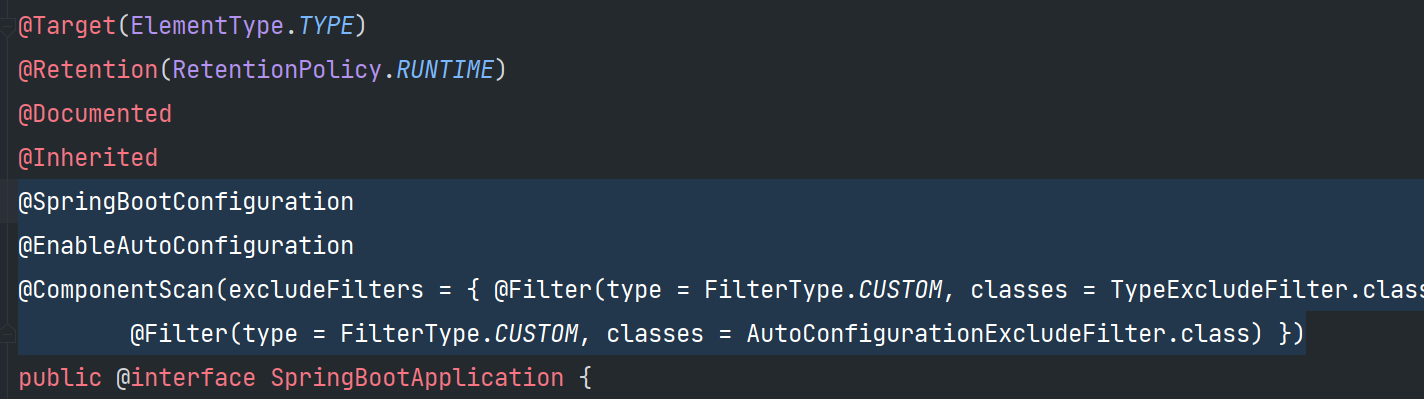 @Target(ElementType.TYPE)
@Retention(RetentionPolicy.RUNTIME)
@Documented
@Inherited
@SpringBootConfiguration
@EnableAutoConfiguration
@ComponentScan(excludeFilters = { @Filter(type = FilterType.CUSTOM, classes = TypeExcludeFilter.clas
@Filter(type = FilterType.CUSTOM, classes = AutoConfigurationExcludeFilter.class) })
public @interface SpringBootApplication {